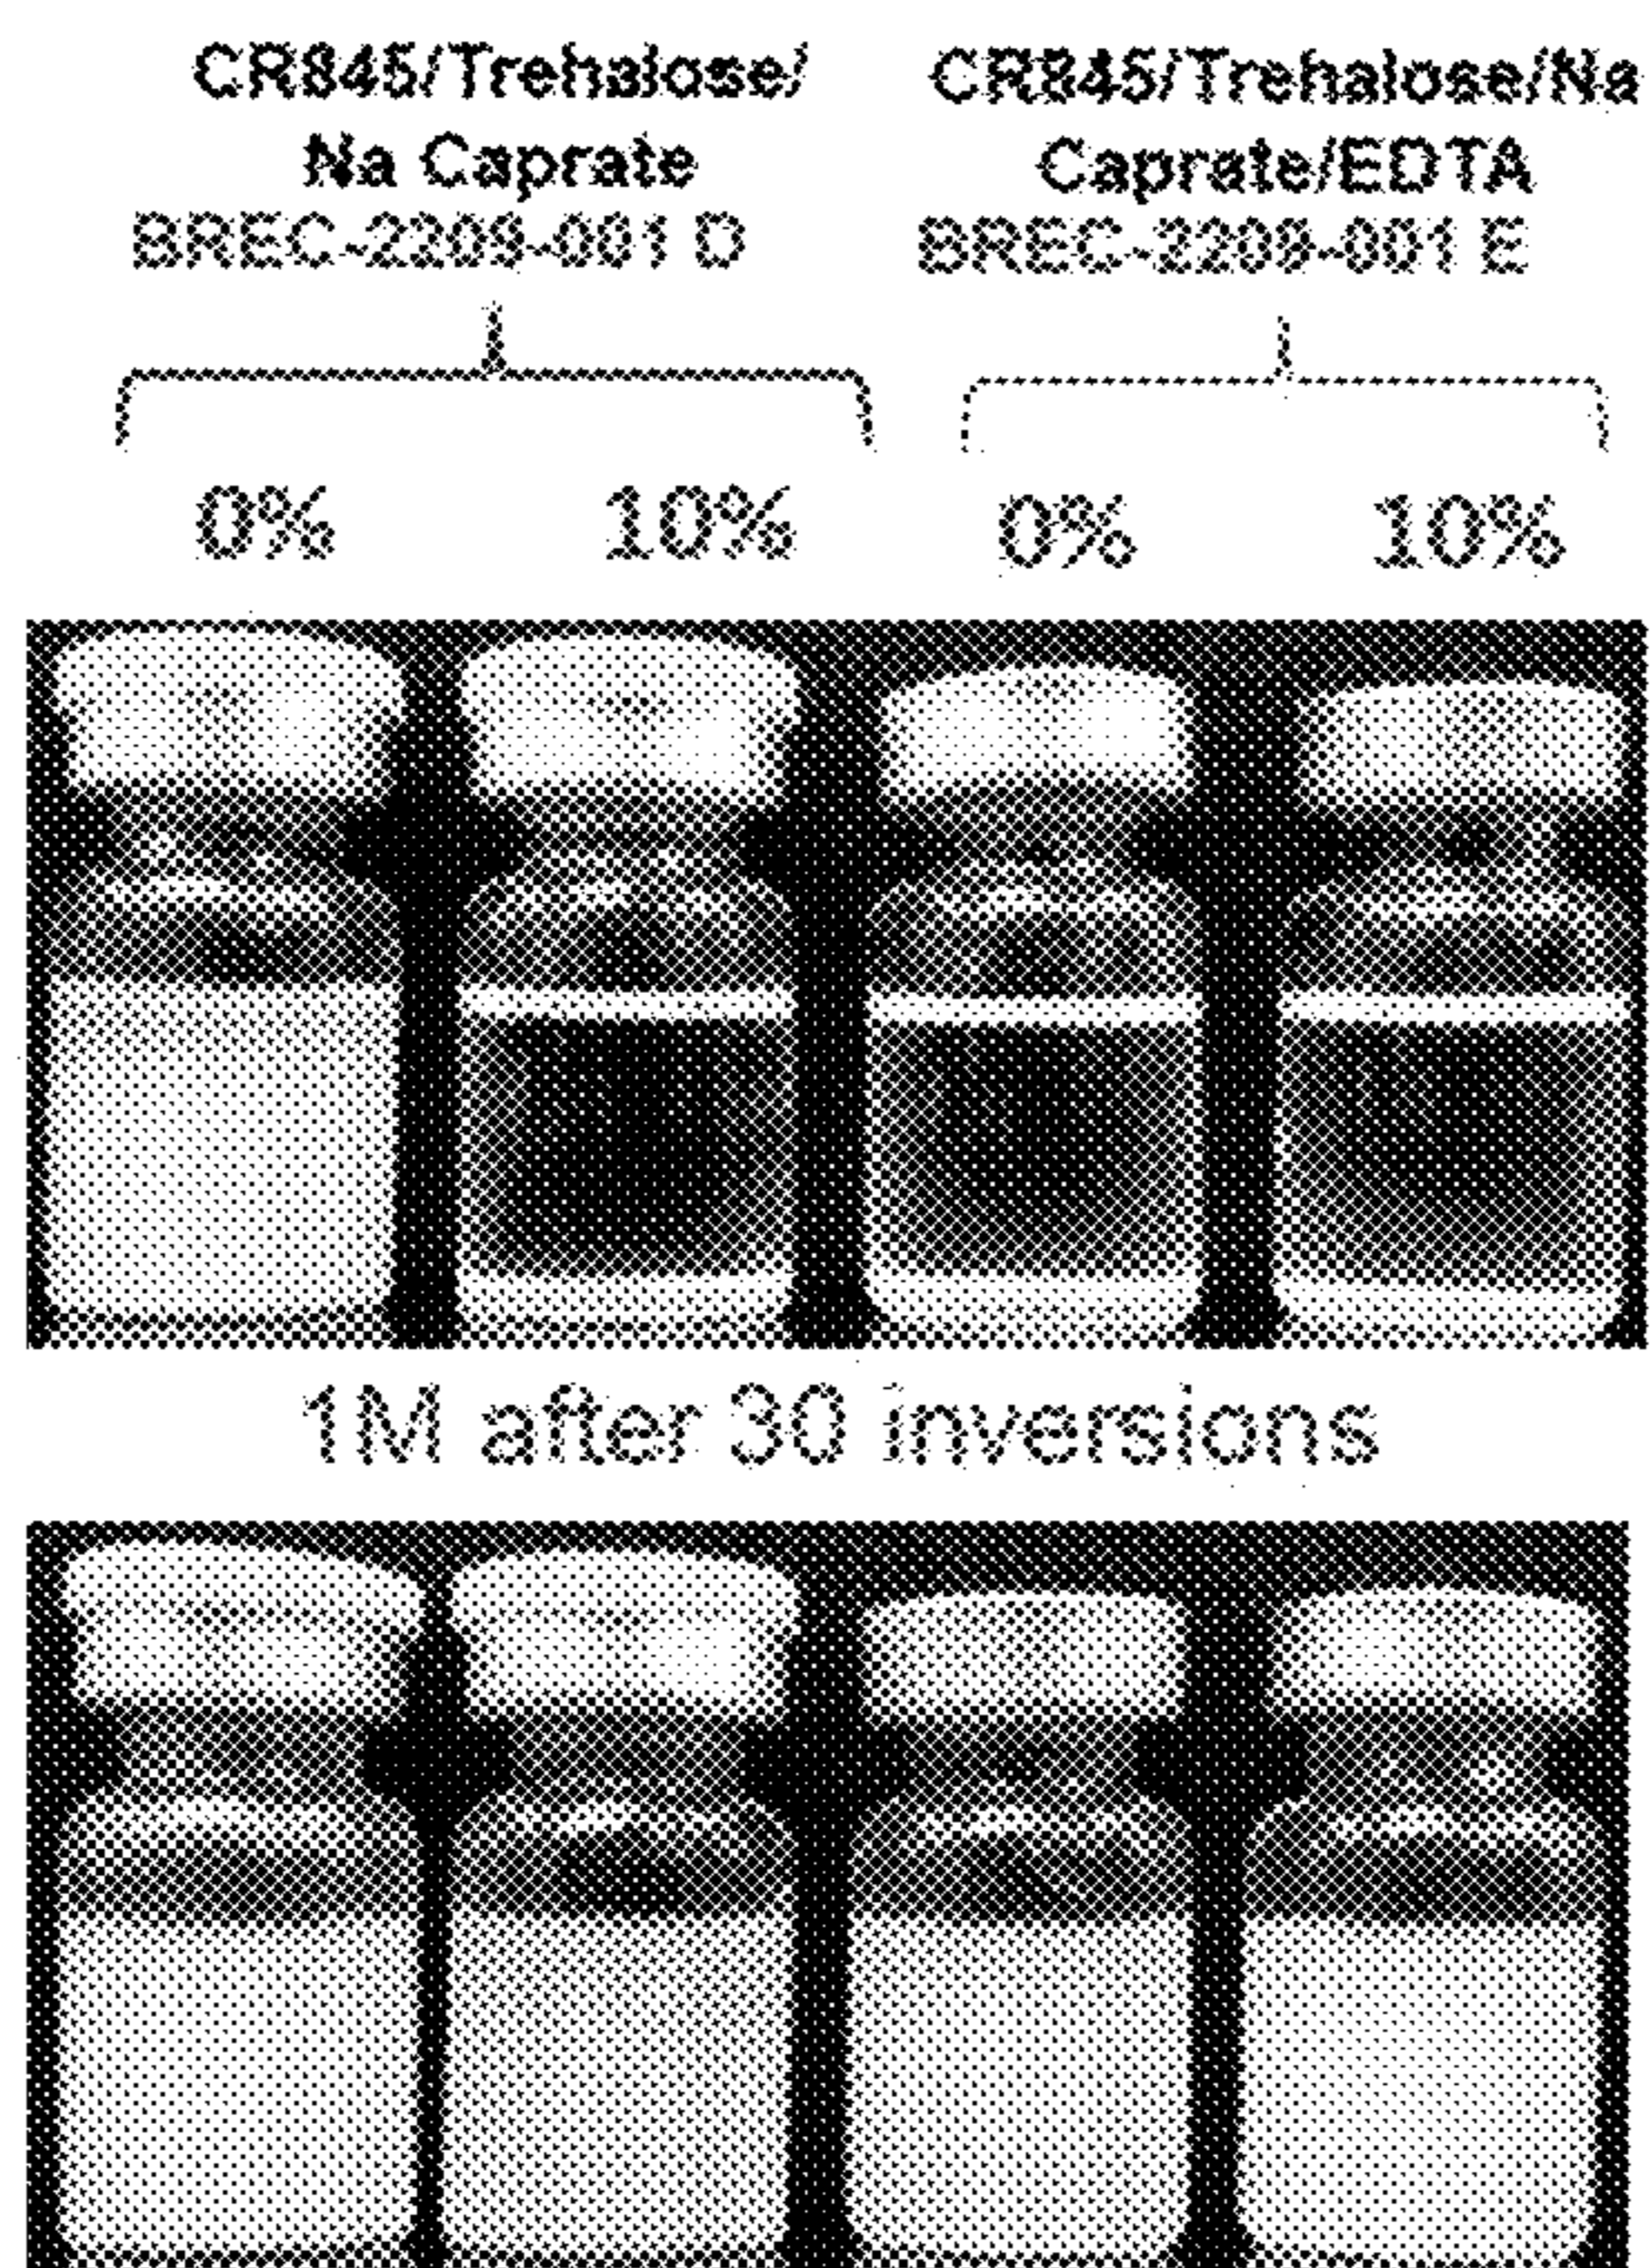 CR845/Trehalose/
Na Caprate
BREC-2209-001 D
CR845/Trehalose/Na
Caprate/EDTA
BREC-2209-001 E
0% 10% 0% 10%
1M after 30 inversions